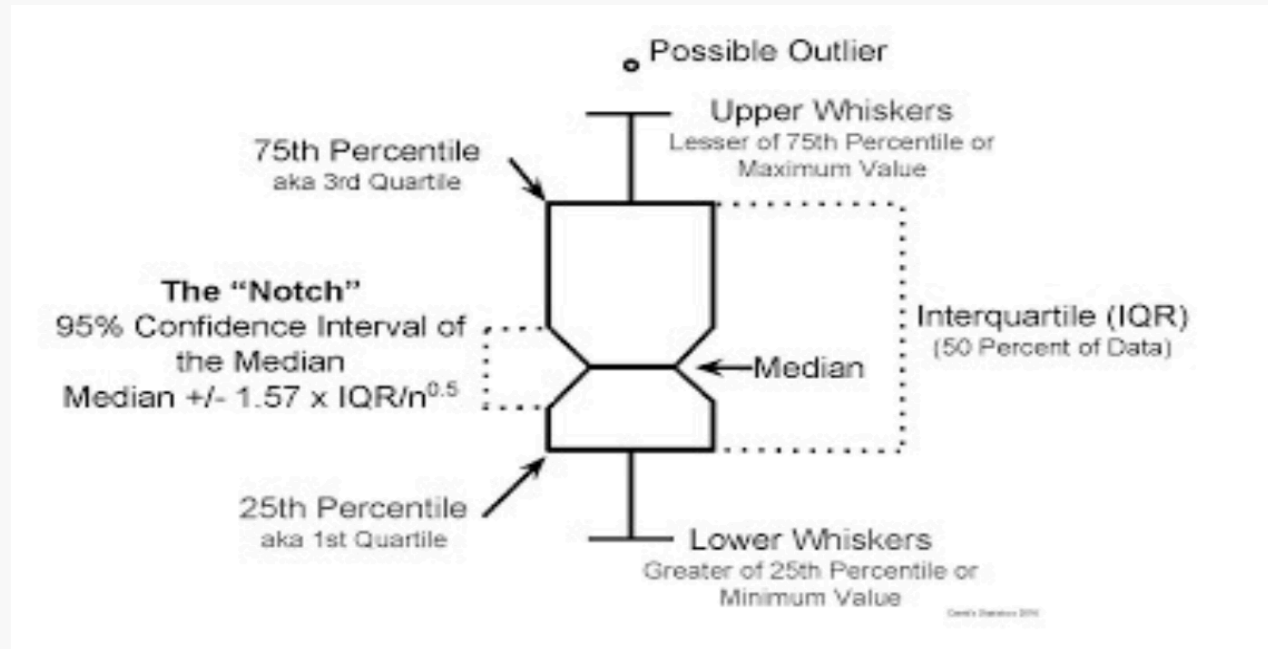 Possible Outlier
Upper Whiskers
Lesser of 75th Percentile or
Maximum Value
75th Percentile
aka 3rd Quartile
The “Notch”
95% Confidence Interval of
the Median
Median +/- 1.57 x IQR/n^0.5
Interquartile (IQR)
(50 Percent of Data)
Median
25th Percentile
aka 1st Quartile
Lower Whiskers
Greater of 25th Percentile or
Minimum Value